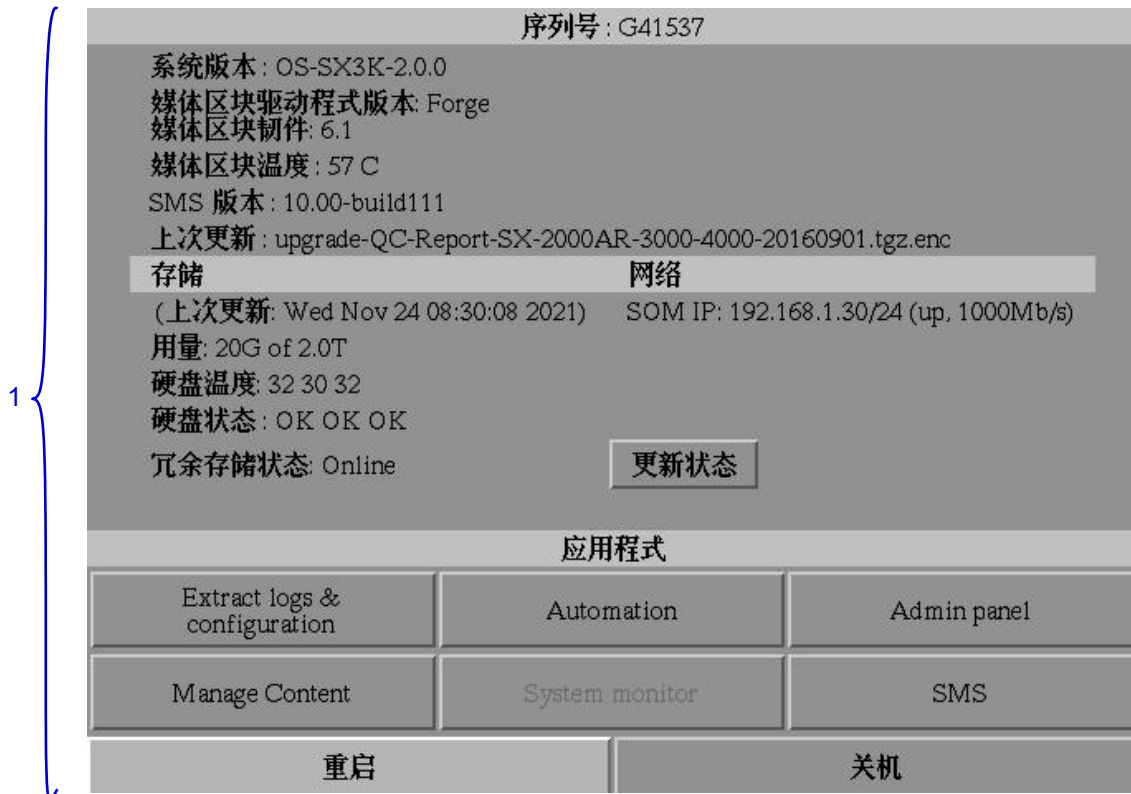 序列号 : G41537
系统版本 : OS-SX3K-2.0.0
媒体区块驱动程式版本: Forge
媒体区块韧件: 6.1
媒体区块温度 : 57 C
SMS 版本 : 10.00-build111
上次更新 : upgrade-QC-Report-SX-2000AR-3000-4000-20160901.tgz.enc
存储 网络
(上次更新: Wed Nov 24 08:30:08 2021) SOM IP: 192.168.1.30/24 (up, 1000Mb/s)
用量: 20G of 2.0T
硬盘温度: 32 30 32
1
硬盘状态 : OK OK OK
冗余存储状态: Online 更新状态
应用程式
Extract logs &
configuration
Automation
Admin panel
Manage Content
System monitor
SMS
重启
关机